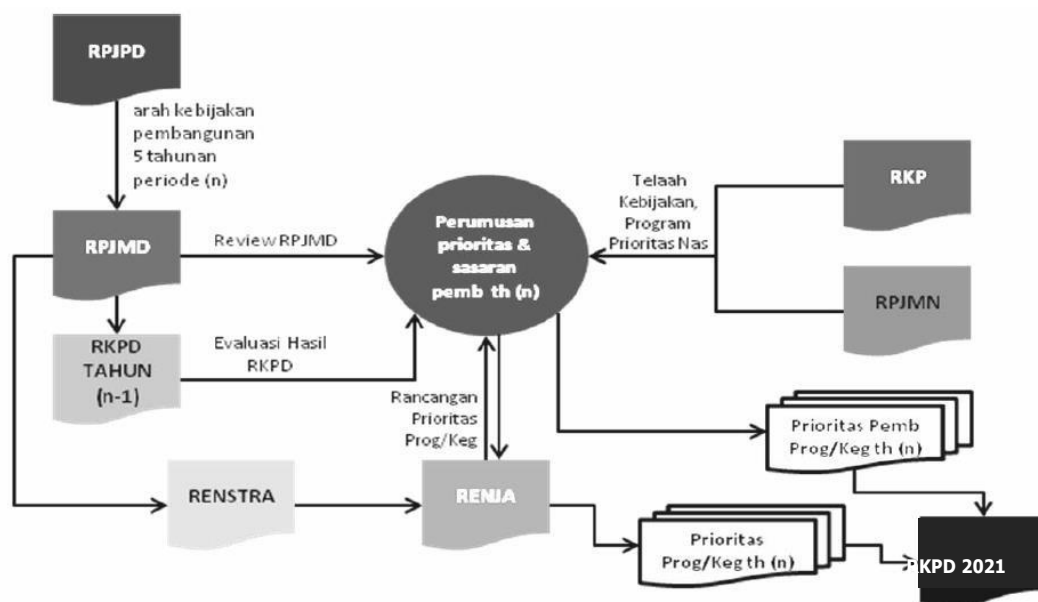 RPJPD
arah kebijakan
pembangunan
5 tahunan
periode (n)
RPJMD
Review RPJMD
Perumusan
prioritas &
sasaran
pemb th (n)
Telaah
Kebijakan,
Program
Prioritas Nas
RKP
RPJMN
RKPD
TAHUN
(n-1)
Evaluasi Hasil
RKPD
Rancangan
Prioritas
Prog/Keg
Prioritas Pemb
Prog/Keg th (n)
RENSTRA
RENJA
Prioritas
Prog/Keg th (n)
RKPD 2021